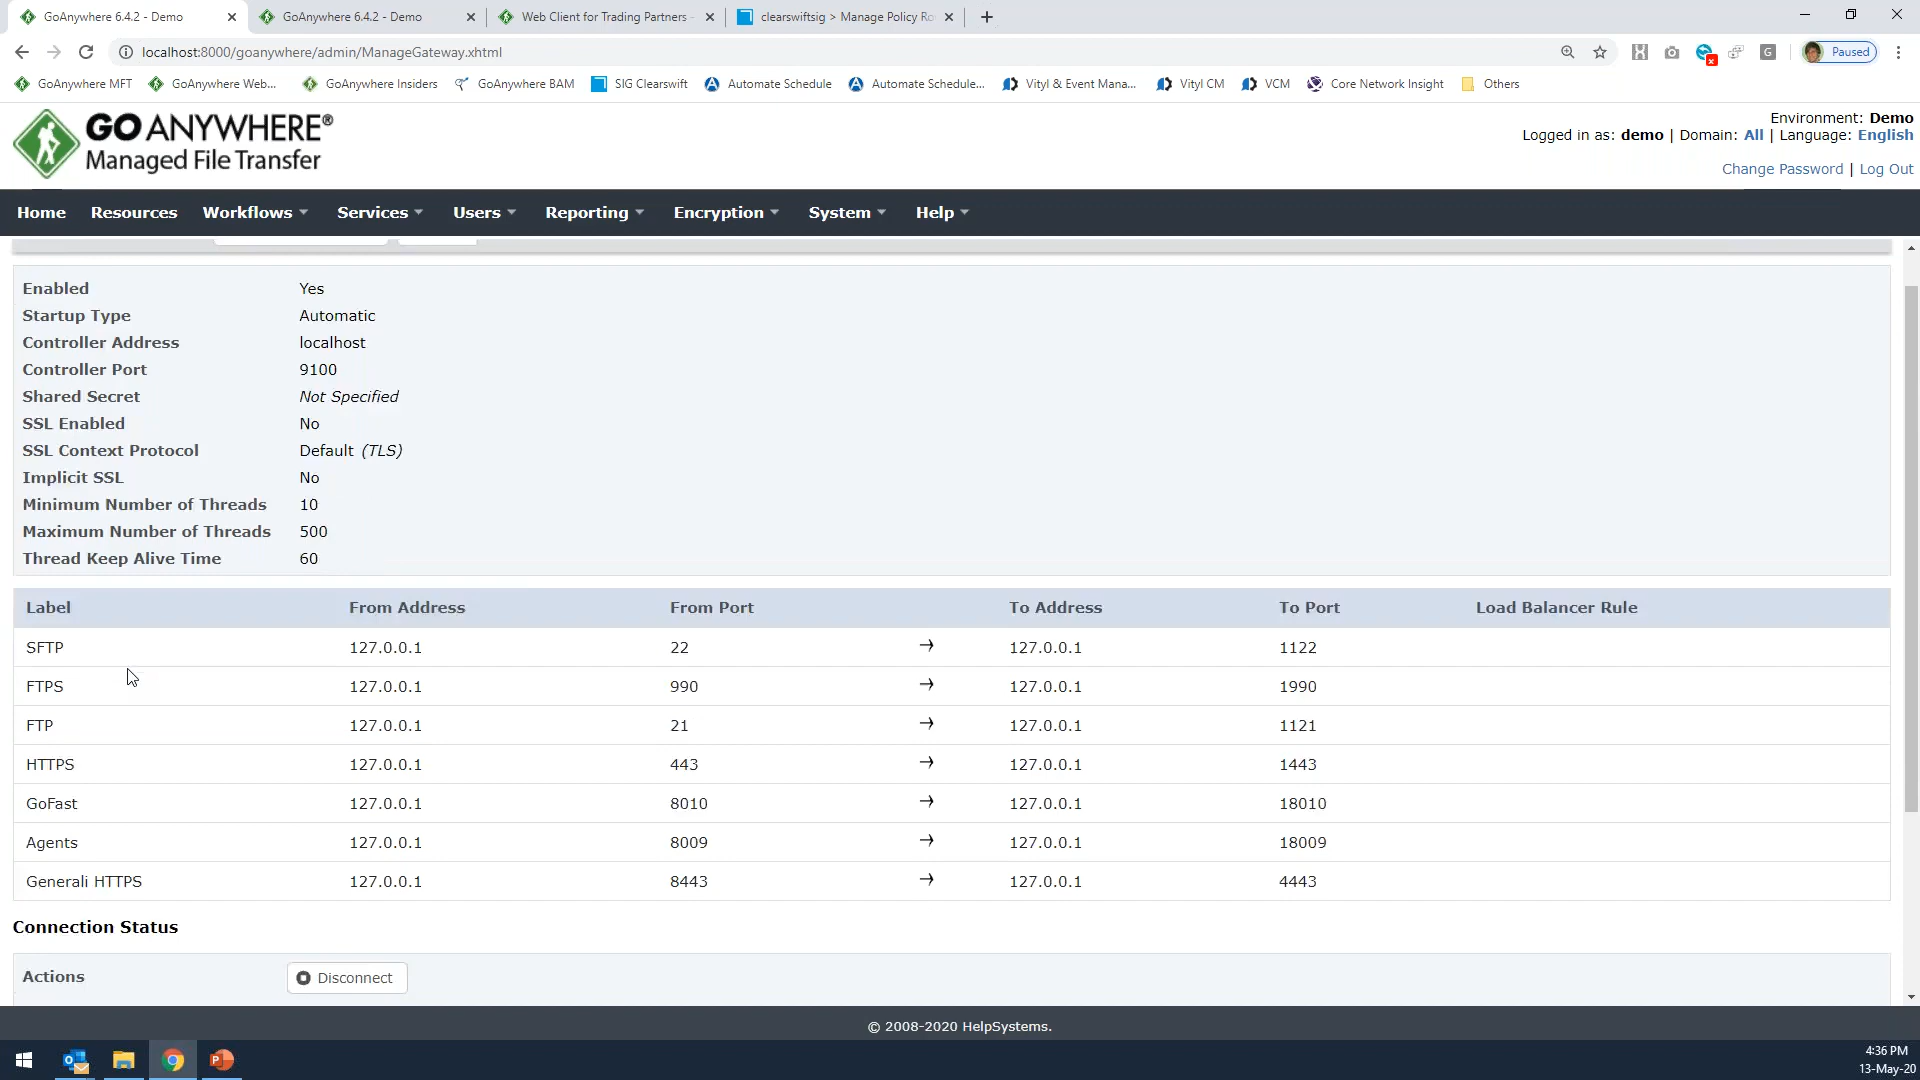 GoAnywhere 6.4.2 - Demo
GoAnywhere 6.4.2 - Demo
Web Client for Trading Partners -
clearswiftsig > Manage Policy Ro
localhost:8000/goanywhere/admin/ManageGateway.xhtml
Paused
GoAnywhere MFT
GoAnywhere Web...
GoAnywhere Insiders
GoAnywhere BAM
SIG Clearswift
Automate Schedule
Automate Schedule...
Vityl & Event Mana...
Vityl CM
VCM
Core Network Insight
Others
GO ANYWHERE®
Managed File Transfer
Environment: Demo
Logged in as: demo | Domain: All | Language: English
Change Password | Log Out
Home Resources Workflows Services Users Reporting Encryption System Help
Enabled Yes
Startup Type Automatic
Controller Address localhost
Controller Port 9100
Shared Secret Not Specified
SSL Enabled No
SSL Context Protocol Default (TLS)
Implicit SSL No
Minimum Number of Threads 10
Maximum Number of Threads 500
Thread Keep Alive Time 60
Label From Address From Port To Address To Port Load Balancer Rule
SFTP 127.0.0.1 22 → 127.0.0.1 1122
FTPS 127.0.0.1 990 → 127.0.0.1 1990
FTP 127.0.0.1 21 → 127.0.0.1 1121
HTTPS 127.0.0.1 443 → 127.0.0.1 1443
GoFast 127.0.0.1 8010 → 127.0.0.1 18010
Agents 127.0.0.1 8009 → 127.0.0.1 18009
Generali HTTPS 127.0.0.1 8443 → 127.0.0.1 4443
Connection Status
Actions Disconnect
© 2008-2020 HelpSystems.
4:36 PM
13-May-20